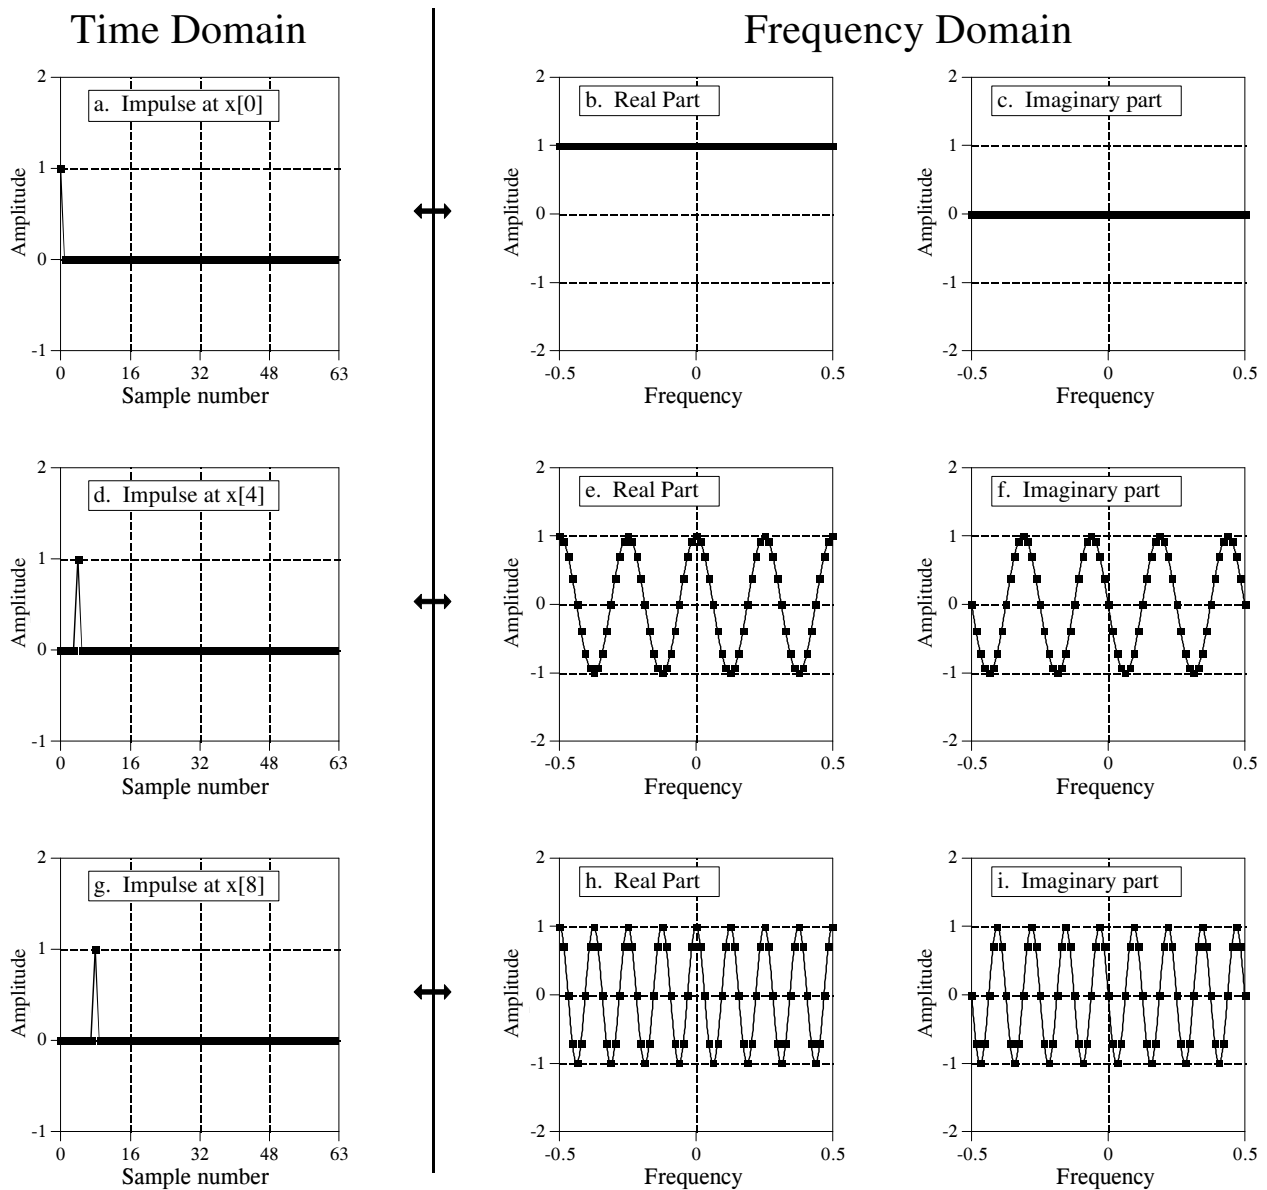 Time Domain
Frequency Domain
a. Impulse at x[0]
Amplitude
2
1
0
-1
0 16 32 48 63
Sample number
b. Real Part
Amplitude
2
1
0
-1
-2
-0.5 0 0.5
Frequency
c. Imaginary part
Amplitude
2
1
0
-1
-2
-0.5 0 0.5
Frequency
d. Impulse at x[4]
Amplitude
2
1
0
-1
0 16 32 48 63
Sample number
e. Real Part
Amplitude
2
1
0
-1
-2
-0.5 0 0.5
Frequency
f. Imaginary part
Amplitude
2
1
0
-1
-2
-0.5 0 0.5
Frequency
g. Impulse at x[8]
Amplitude
2
1
0
-1
0 16 32 48 63
Sample number
h. Real Part
Amplitude
2
1
0
-1
-2
-0.5 0 0.5
Frequency
i. Imaginary part
Amplitude
2
1
0
-1
-2
-0.5 0 0.5
Frequency